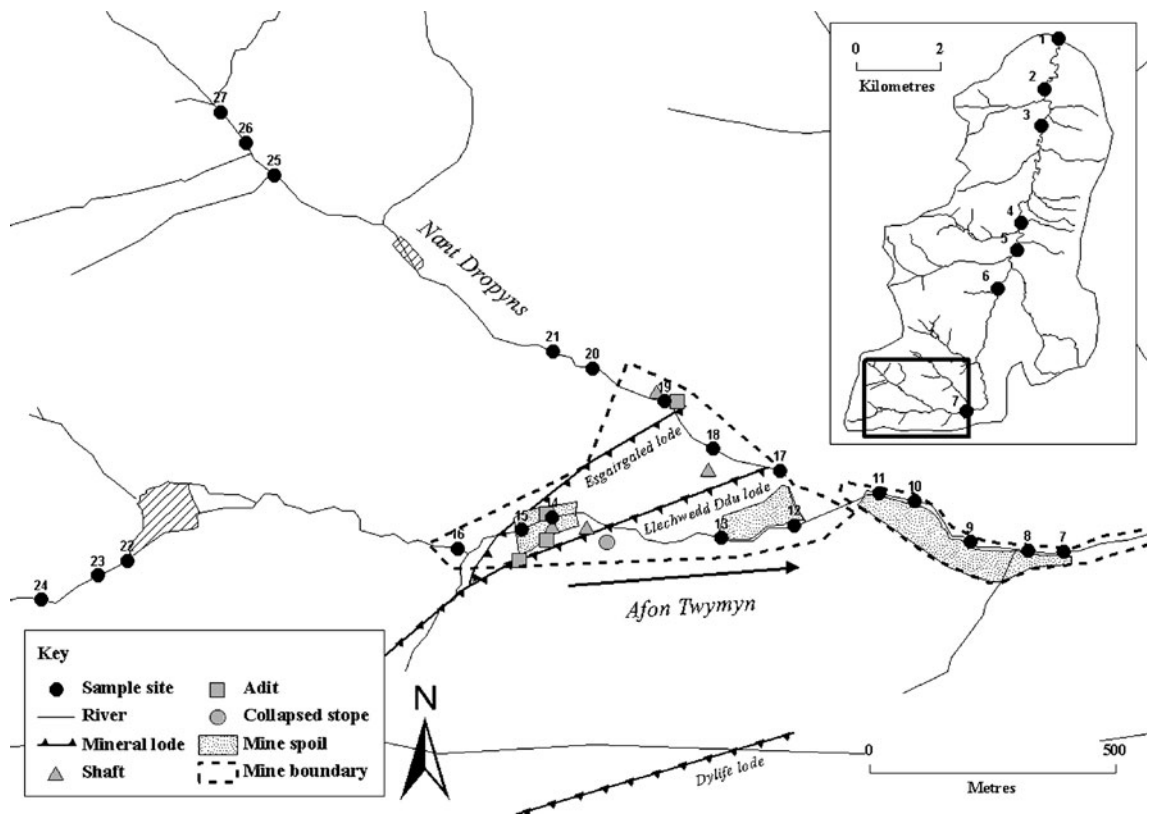 0 2
Kilometres
1
2
3
4
5
6
7
27
26
25
Nant Dropyns
21
20
19
18
17
Esgairgaled lode
Llechwedd Ddu lode
11
10
9
8
7
16
15
14
13
12
24
23
22
Afon Twymyn
Key
Sample site
Adit
River
Collapsed stope
Mineral lode
Mine spoil
Shaft
Mine boundary
N
Dylife lode
0 500
Metres